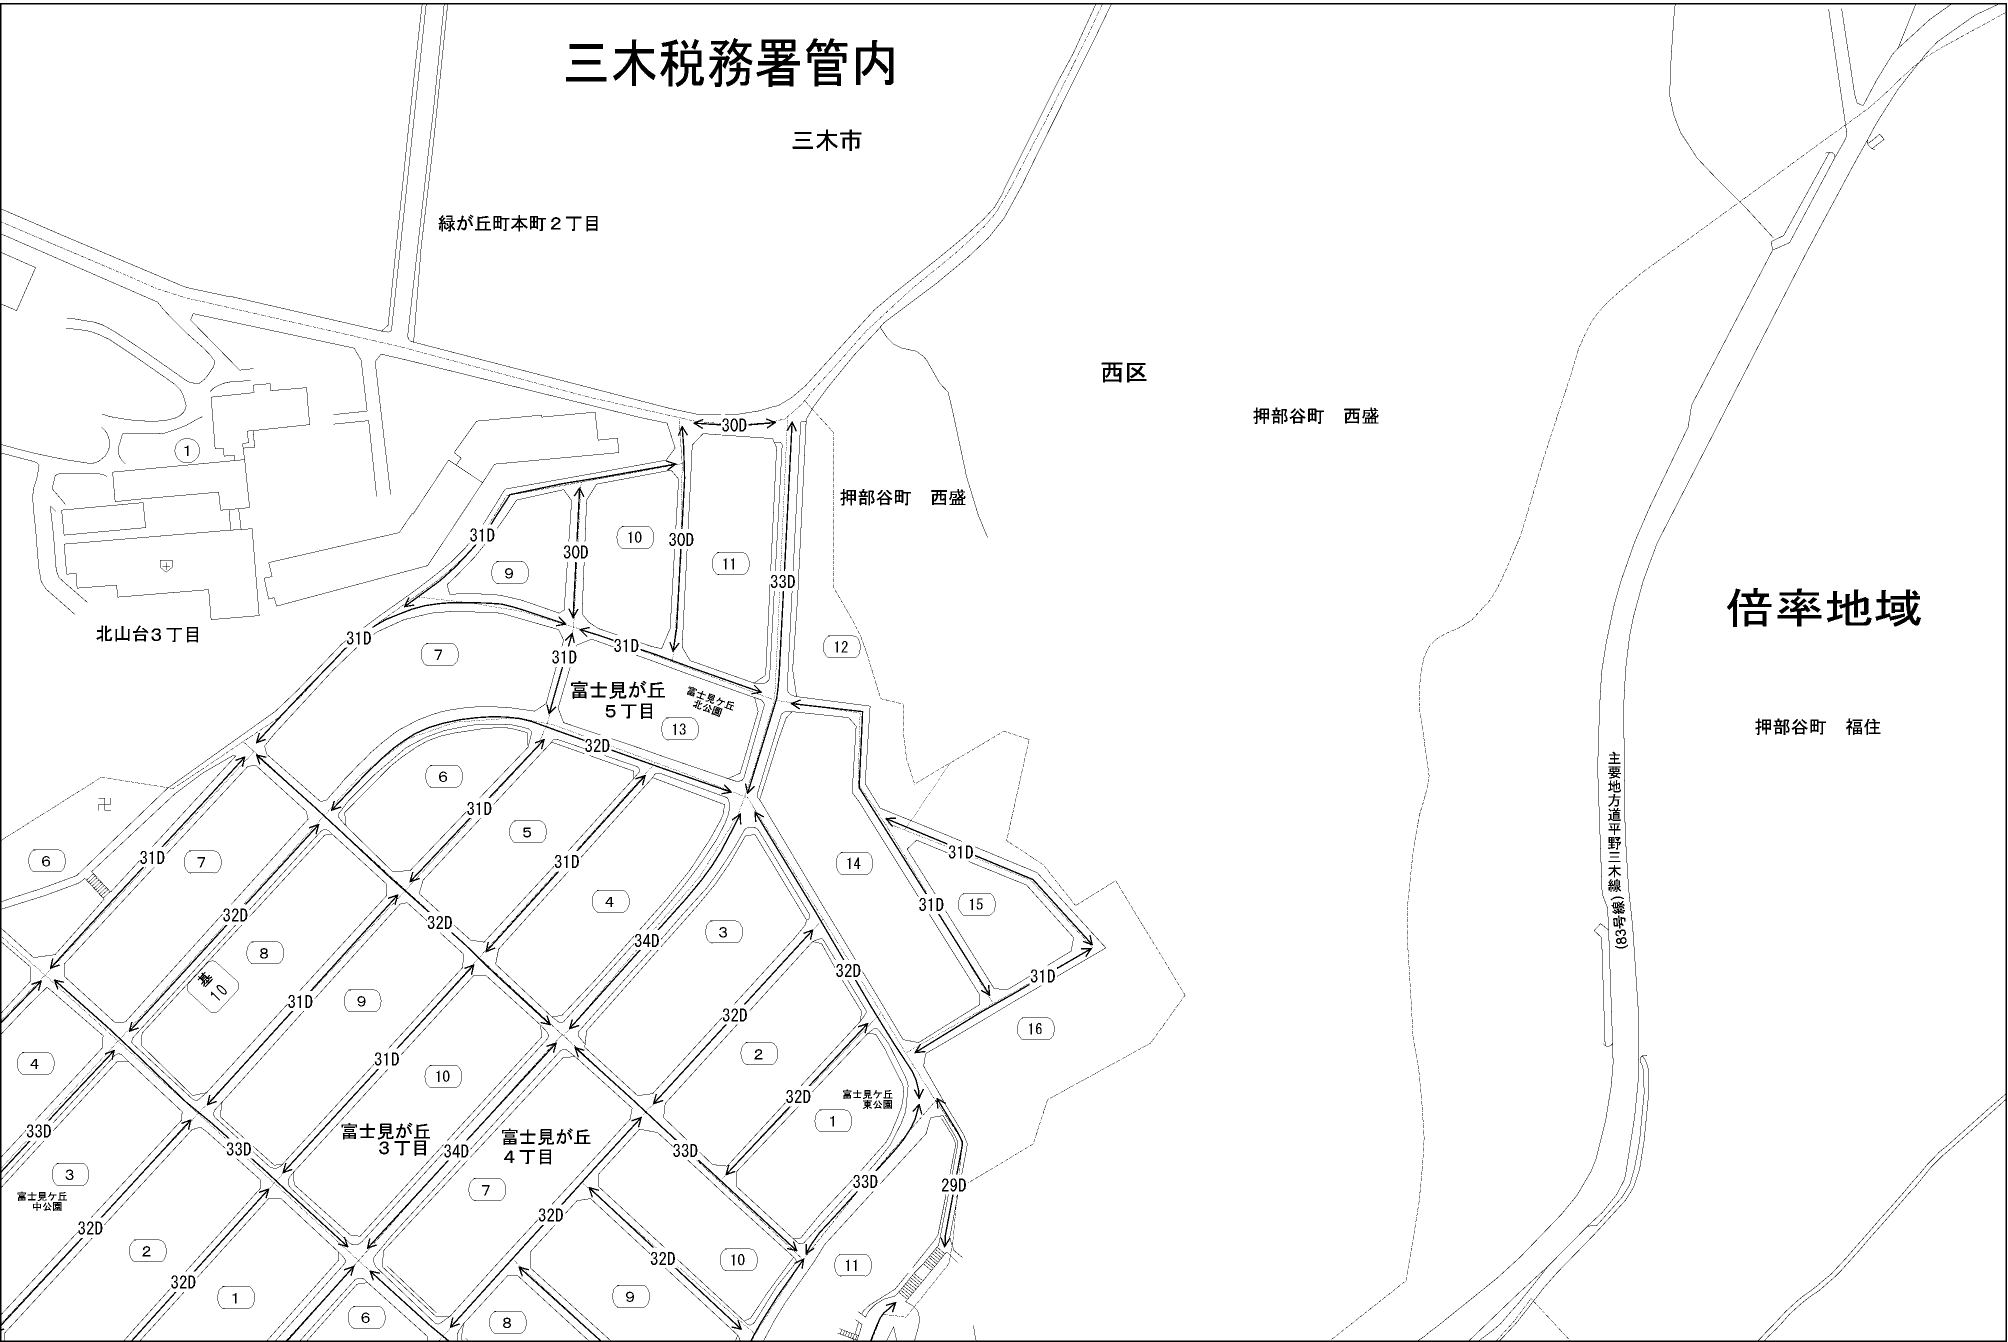 三木税務署管内
三木市
緑が丘町本町２丁目
西区
押部谷町　西盛
30D
1
押部谷町　西盛
31D
30D
10
30D
11
9
33D
倍率地域
北山台３丁目
31D
7
31D
31D
12
富士見が丘
５丁目
富士見ケ丘
北公園
13
押部谷町　福住
32D
6
卍
31D
5
主要地方道平野三木線
(83号線)
6
31D
7
31D
14
31D
15
31D
4
32D
32D
3
34D
8
基
10
9
31D
32D
31D
32D
16
4
31D
10
2
32D
富士見ケ丘
東公園
1
33D
富士見が丘
３丁目
34D
富士見が丘
４丁目
33D
33D
3
富士見ケ丘
中公園
7
33D
29D
32D
32D
2
32D
10
11
32D
1
9
6
8